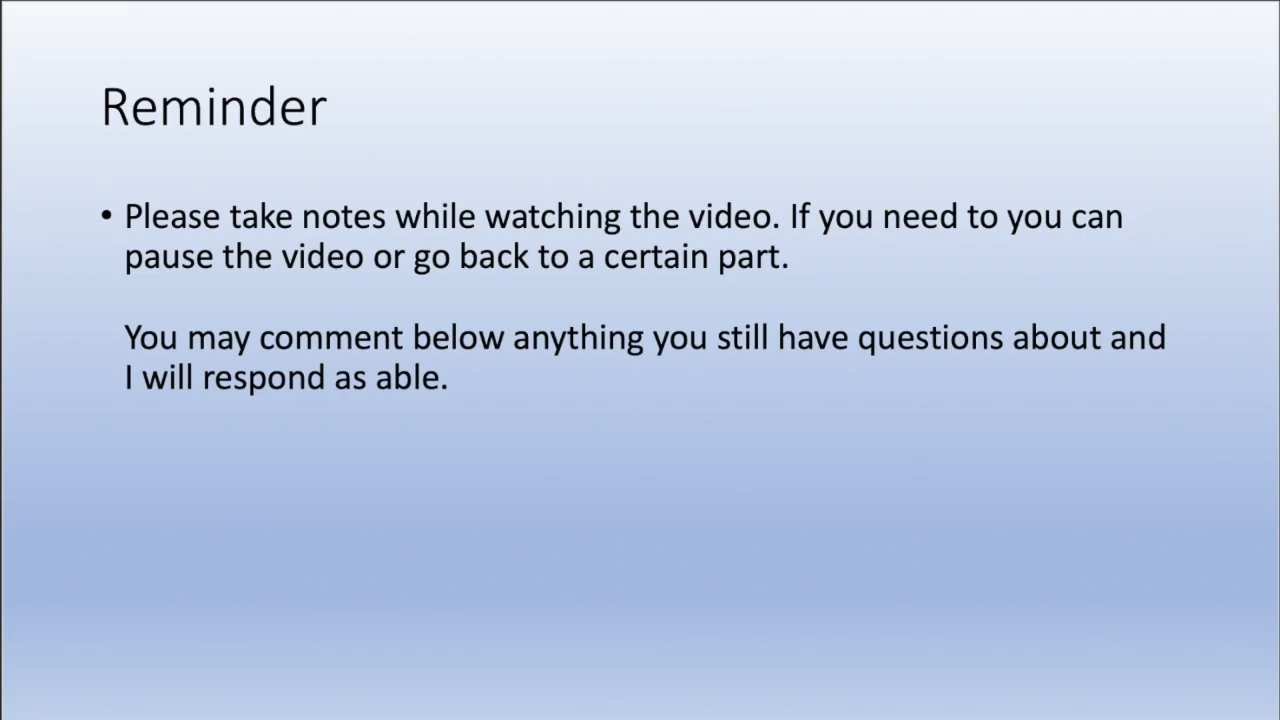 Reminder
• Please take notes while watching the video. If you need to you can
pause the video or go back to a certain part.
You may comment below anything you still have questions about and
I will respond as able.